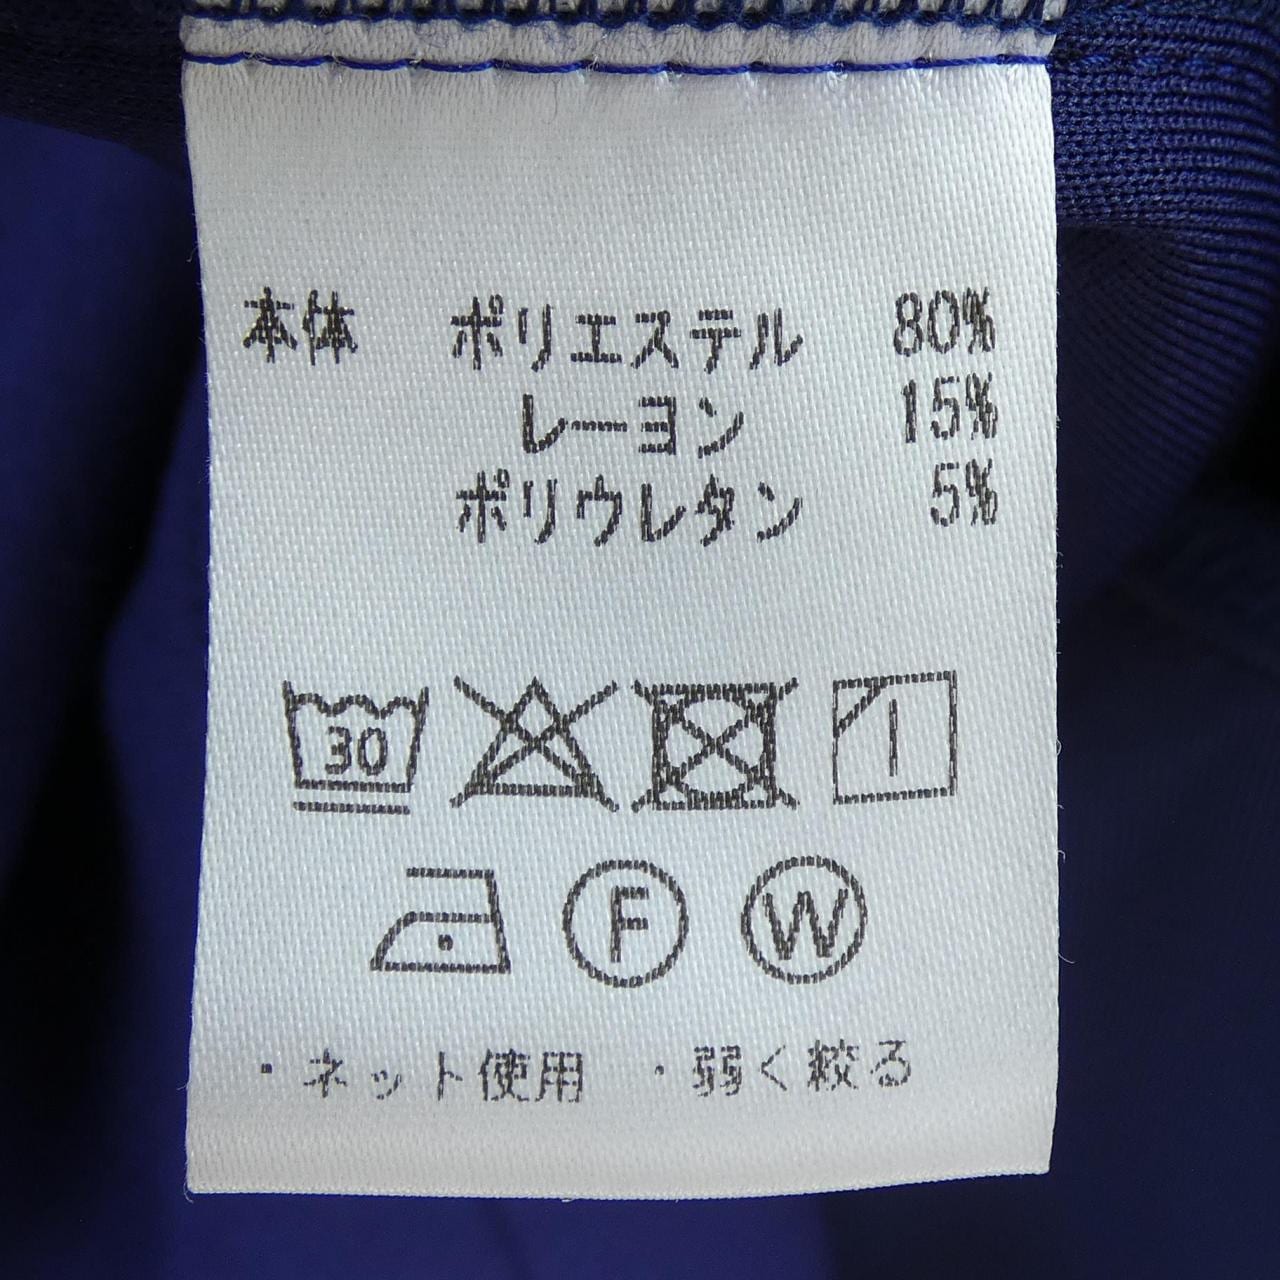 本体 ポリエステル 80%
レーヨン 15%
ポリウレタン 5%
30
F W
・ネット使用 ・弱く絞る